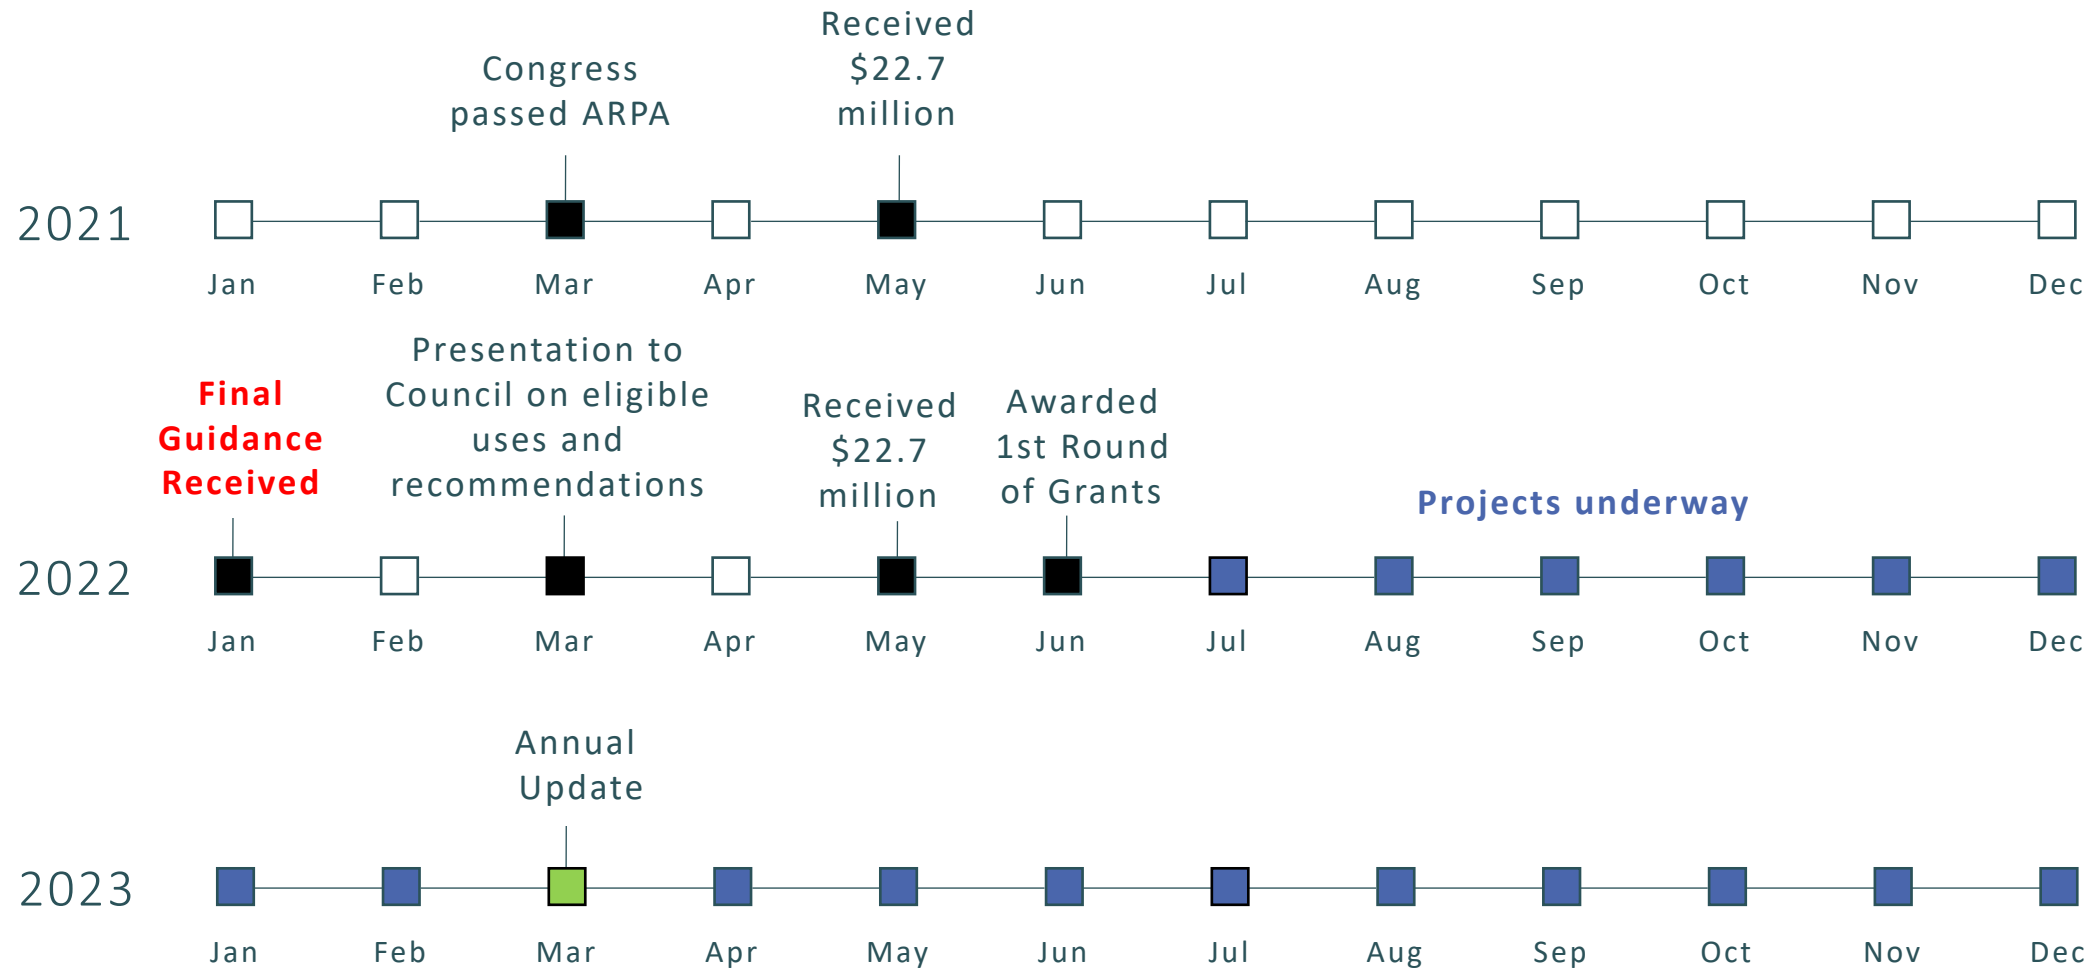 Congress
passed ARPA
Received
$22.7
million
2021
Jan Feb Mar Apr May Jun Jul Aug Sep Oct Nov Dec
Final
Guidance
Received
Presentation to
Council on eligible
uses and
recommendations
Received
$22.7
million
Awarded
1st Round
of Grants
Projects underway
2022
Jan Feb Mar Apr May Jun Jul Aug Sep Oct Nov Dec
Annual
Update
2023
Jan Feb Mar Apr May Jun Jul Aug Sep Oct Nov Dec